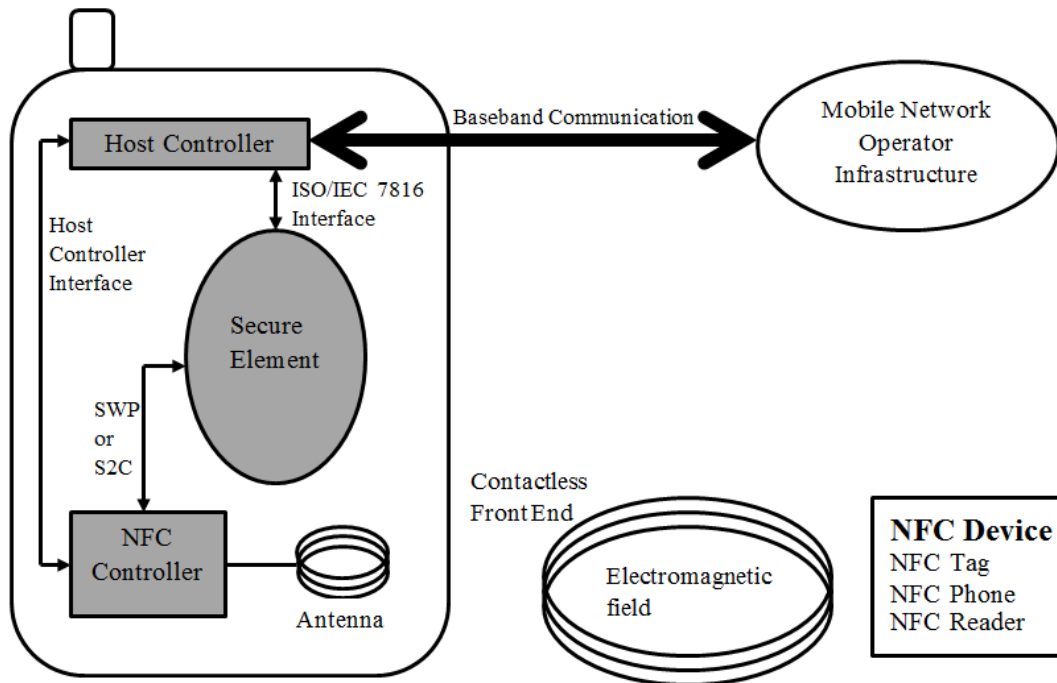 Host Controller
Baseband Communication
Mobile Network
Operator
Infrastructure
ISO/IEC 7816
Interface
Host
Controller
Interface
Secure
Element
SWP
or
S2C
NFC
Controller
Antenna
Contactless
Front End
Electromagnetic
field
NFC Device
NFC Tag
NFC Phone
NFC Reader